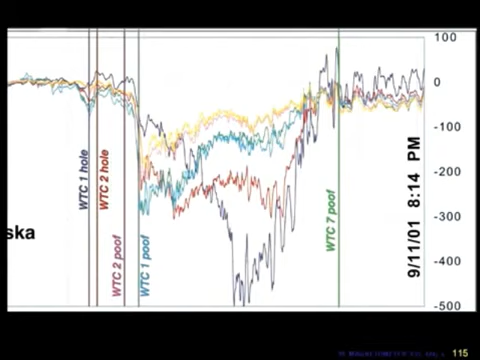 100
0
-100
-200
-300
-400
-500
WTC 1 hole
WTC 2 hole
WTC 2 poof
WTC 1 poof
WTC 7 poof
9/11/01 8:14 PM
ska
115